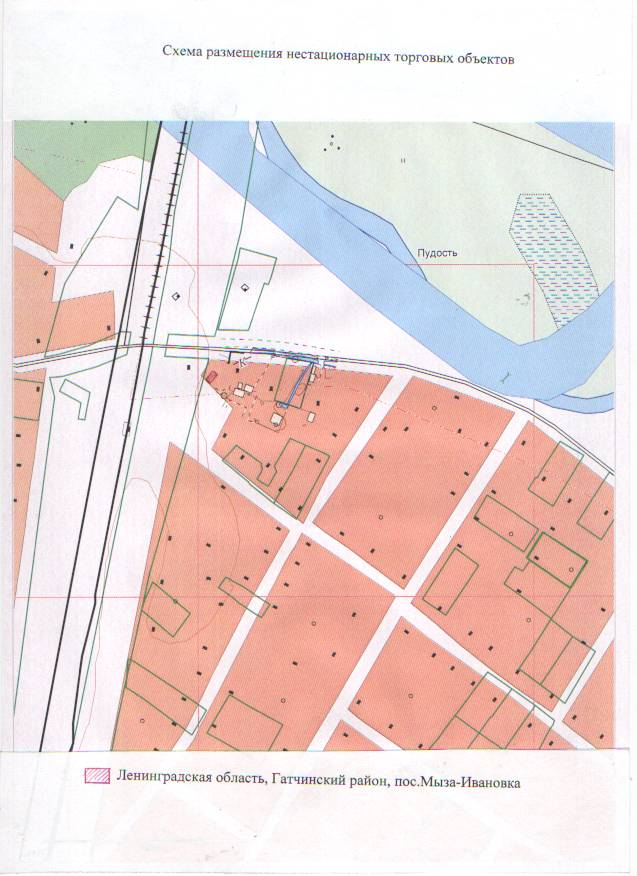 Схема размещения нестационарных торговых объектов
Пудость
Ленинградская область, Гатчинский район, пос.Мыза-Ивановка